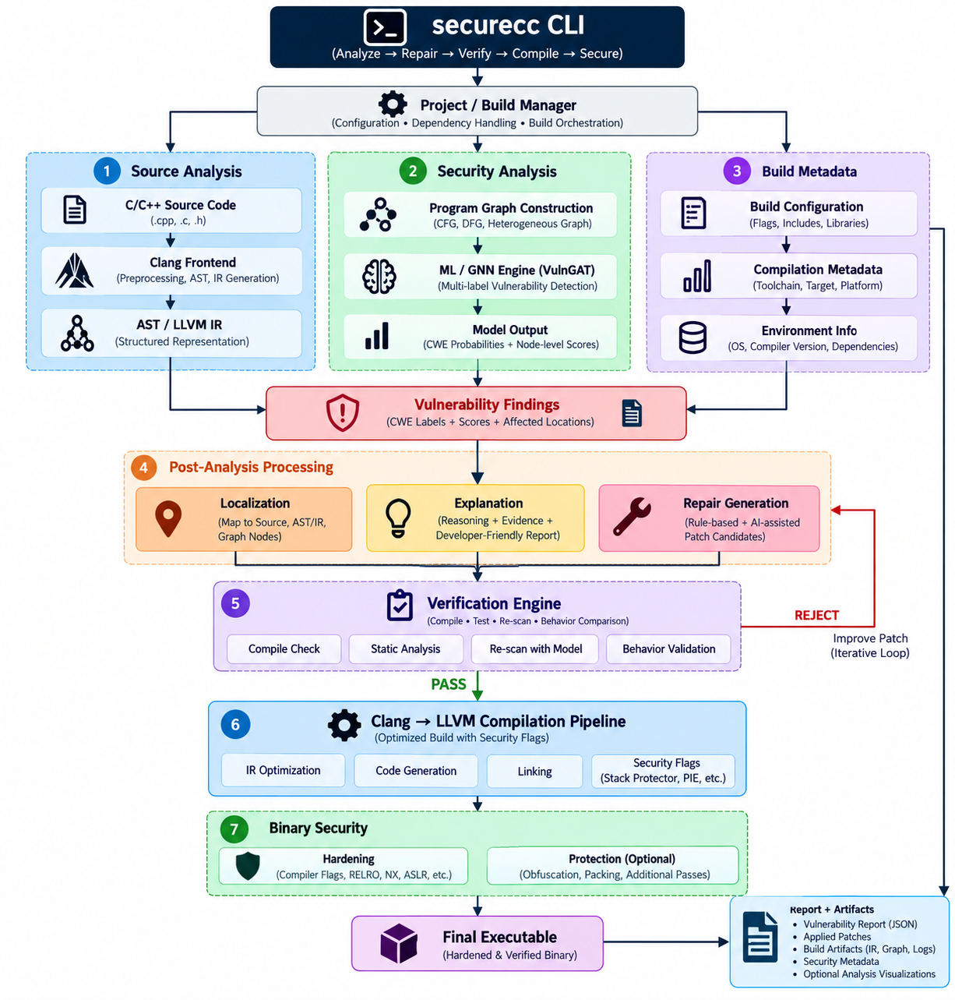 securecc CLI
(Analyze → Repair → Verify → Compile → Secure)
Project / Build Manager
(Configuration • Dependency Handling • Build Orchestration)
1 Source Analysis
C/C++ Source Code
(.cpp, .c, .h)
Clang Frontend
(Preprocessing, AST, IR Generation)
AST / LLVM IR
(Structured Representation)
2 Security Analysis
Program Graph Construction
(CFG, DFG, Heterogeneous Graph)
ML / GNN Engine (VulnGAT)
(Multi-label Vulnerability Detection)
Model Output
(CWE Probabilities + Node-level Scores)
3 Build Metadata
Build Configuration
(Flags, Includes, Libraries)
Compilation Metadata
(Toolchain, Target, Platform)
Environment Info
(OS, Compiler Version, Dependencies)
Vulnerability Findings
(CWE Labels + Scores + Affected Locations)
4 Post-Analysis Processing
Localization
(Map to Source, AST/IR,
Graph Nodes)
Explanation
(Reasoning + Evidence +
Developer-Friendly Report)
Repair Generation
(Rule-based + AI-assisted
Patch Candidates)
5 Verification Engine
(Compile • Test • Re-scan • Behavior Comparison)
Compile Check
Static Analysis
Re-scan with Model
Behavior Validation
REJECT
Improve Patch
(Iterative Loop)
PASS
6 Clang → LLVM Compilation Pipeline
(Optimized Build with Security Flags)
IR Optimization
Code Generation
Linking
Security Flags
(Stack Protector, PIE, etc.)
7 Binary Security
Hardening
(Compiler Flags, RELRO, NX, ASLR, etc.)
Protection (Optional)
(Obfuscation, Packing, Additional Passes)
Final Executable
(Hardened & Verified Binary)
Report + Artifacts
• Vulnerability Report (JSON)
• Applied Patches
• Build Artifacts (IR, Graph, Logs)
• Security Metadata
• Optional Analysis Visualizations